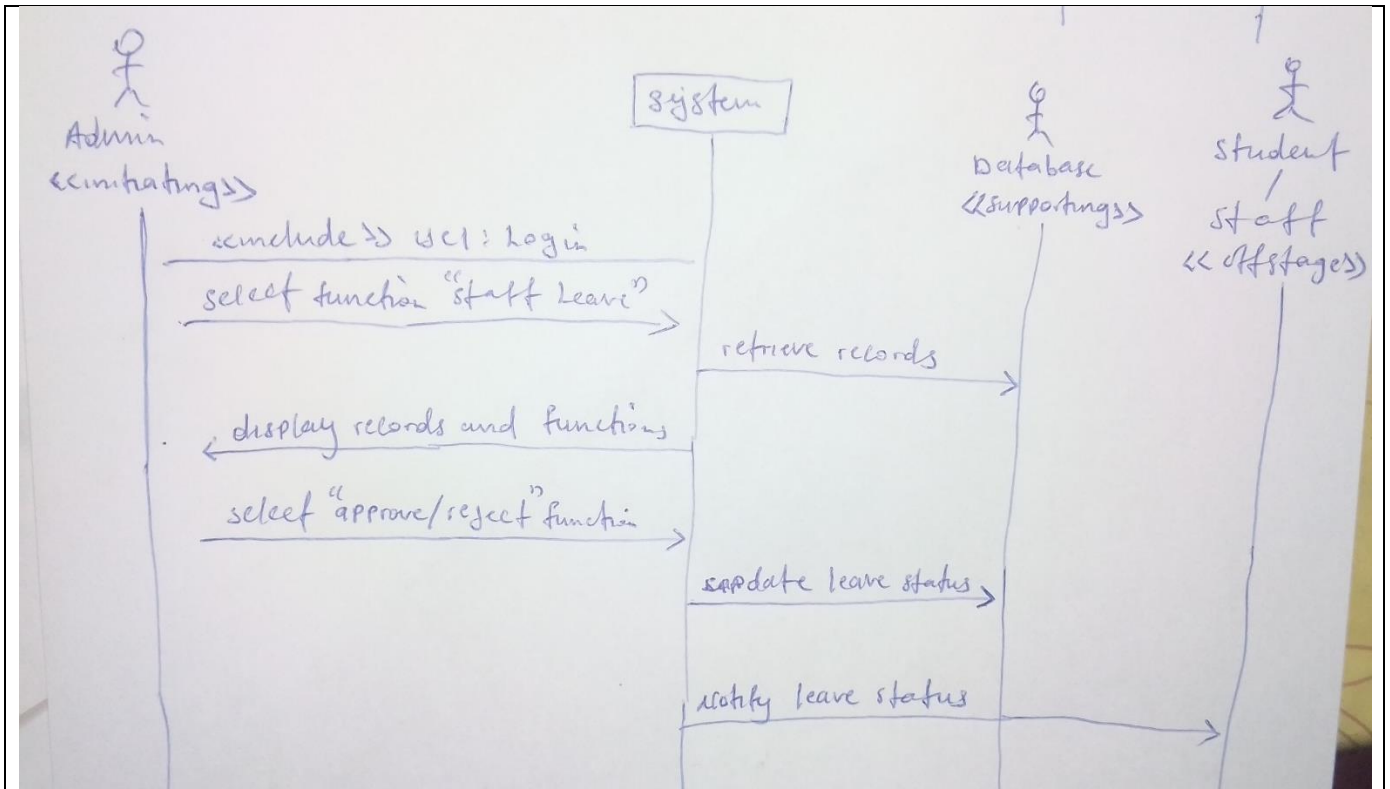 Admin
<<initiating>>
System
Database
<<supporting>>
Student
/
Staff
<<offstage>>
<<include>> UC1: Login
select function "Staff Leave"
retrieve records
display records and functions
select "approve/reject" function
update leave status
Notify leave status